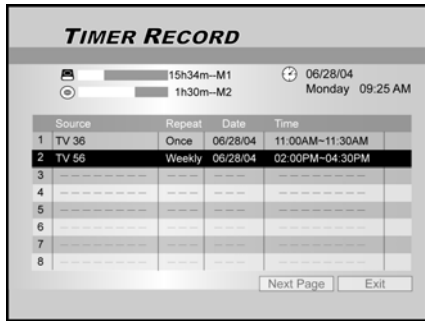 TIMER RECORD
15h34m--M1 06/28/04
1h30m--M2 Monday 09:25 AM
Source Repeat Date Time
1 TV 36 Once 06/28/04 11:00AM~11:30AM
2 TV 56 Weekly 06/28/04 02:00PM~04:30PM
3 -------- --- --- --------
4 -------- --- --- --------
5 -------- --- --- --------
6 -------- --- --- --------
7 -------- --- --- --------
8 -------- --- --- --------
Next Page Exit